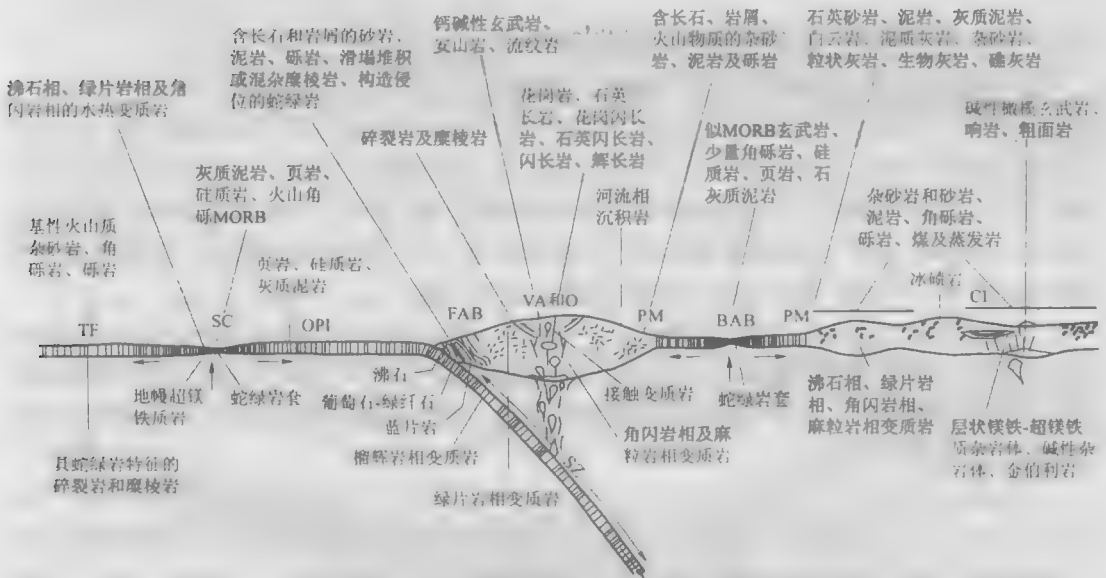 沸石相、绿片岩相及角
闪岩相的水热变质岩
含长石和岩屑的砂岩、
泥岩、砾岩、滑塌堆积
或混杂糜棱岩、构造侵
位的蛇绿岩
钙碱性玄武岩、
安山岩、流纹岩
含长石、岩屑、
火山物质的杂砂
岩、泥岩及砾岩
石英砂岩、泥岩、灰质泥岩、
白云岩、泥质灰岩、杂砂岩、
粒状灰岩、生物灰岩、硅灰岩
碱性橄榄玄武岩、
响岩、粗面岩
碎裂岩及糜棱岩
花岗岩、石英
长岩、花岗闪长
岩、石英闪长岩、
闪长岩、辉长岩
似MORB玄武岩、
少量角砾岩、硅
质岩、页岩、石
灰质泥岩
灰质泥岩、页岩、
硅质岩、火山角
砾MORB
河流相
沉积岩
杂砂岩和砂岩、
泥岩、角砾岩、
砾岩、煤及蒸发岩
基性火山质
杂砂岩、角
砾岩、砾岩
页岩、硅质岩、
灰质泥岩
冰碛岩
TF
SC
OPI
FAB
VA和O
PM
BAB
PM
CI
地幔超镁
铁质岩
蛇绿岩套
沸石
葡萄石-绿纤石
蓝片岩
榴辉岩相变质岩
接触变质岩
蛇绿岩套
沸石相、绿片岩
相、角闪岩相、
麻粒岩相变质岩
层状镁铁-超镁铁
质杂岩体、碱性杂
岩体、金伯利岩
角闪岩相及麻
粒岩相变质岩
具蛇绿岩特征的
碎裂岩和糜棱岩
绿片岩相变质岩
SZ